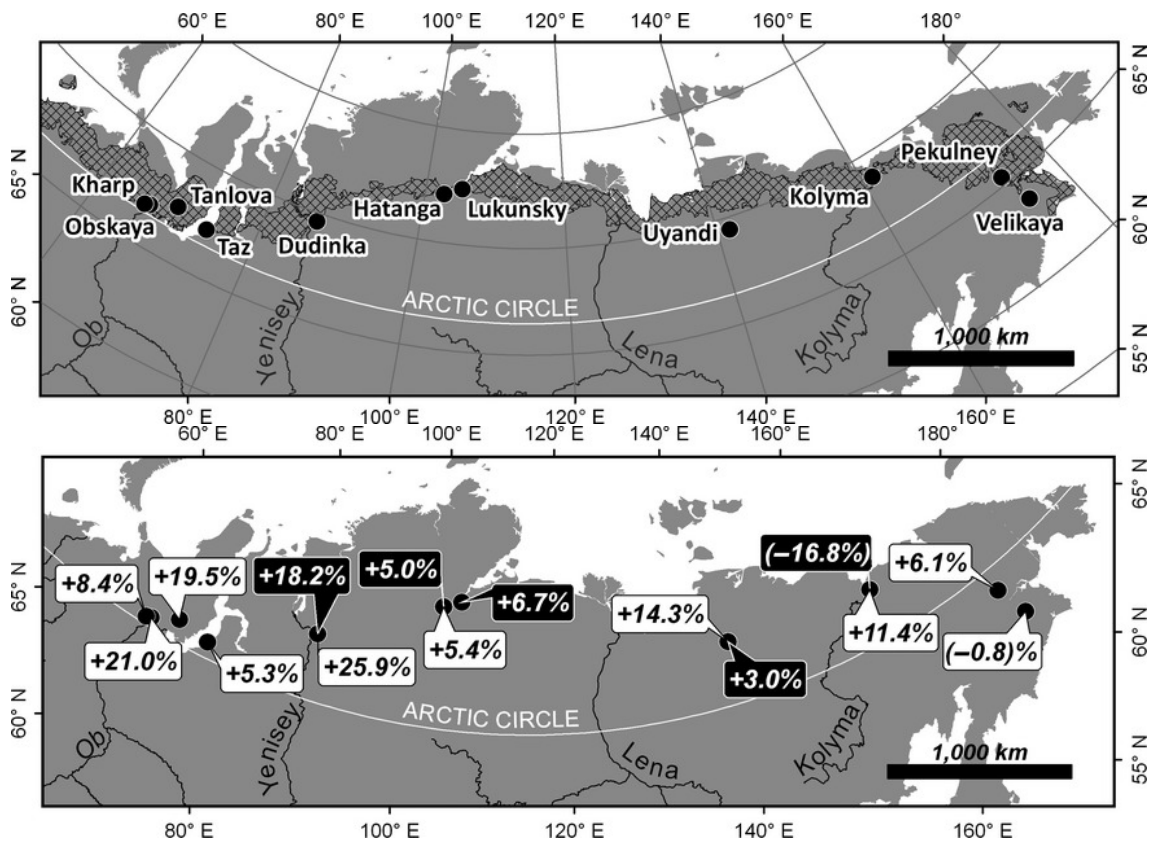 60° E 80° E 100° E 120° E 140° E 160° E 180°
65° N
Pekulney
65° N
Kharp
Tanlova
Hatanga
Lukunsky
Kolyma
Obskaya
Taz
Dudinka
Uyandi
Velikaya
60° N
60° N
ARCTIC CIRCLE
Ob
Yenisey
Lena
Kolyma
1,000 km
55° N
80° E 100° E 120° E 140° E 160° E
60° E 80° E 100° E 120° E 140° E 160° E 180°
65° N
(–16.8%)
+6.1%
+5.0%
+8.4%
+19.5%
+18.2%
65° N
+6.7%
+14.3%
60° N
+21.0%
+5.3%
+25.9%
+5.4%
+3.0%
+11.4%
(–0.8)%
60° N
ARCTIC CIRCLE
Ob
Yenisey
Lena
Kolyma
1,000 km
55° N
80° E 100° E 120° E 140° E 160° E